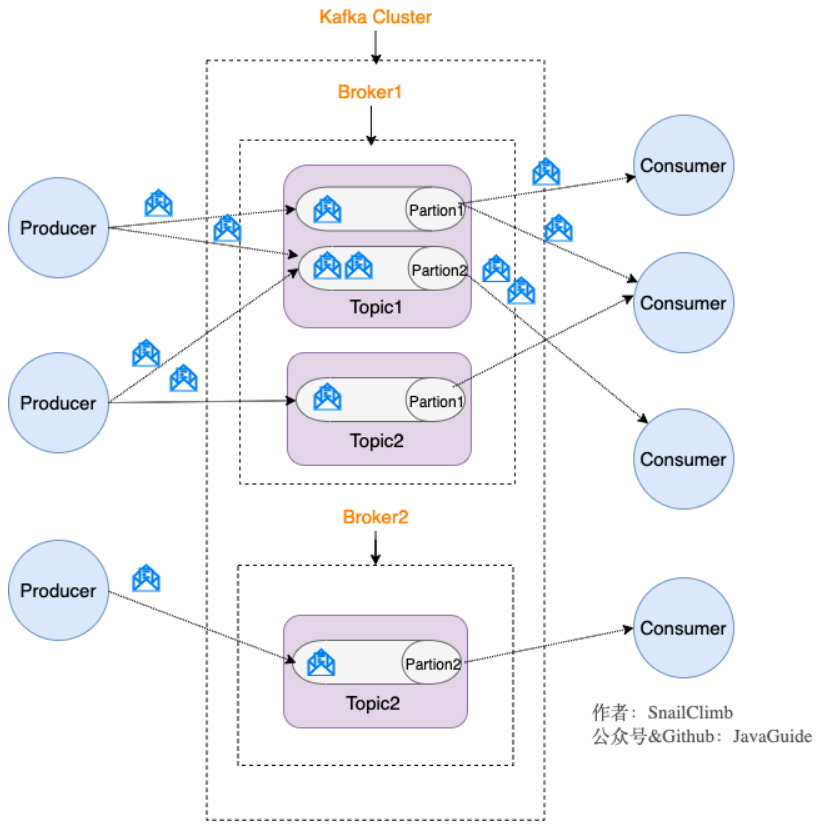 Kafka Cluster
Broker1
Producer
Partion1
Consumer
Partion2
Topic1
Consumer
Producer
Partion1
Topic2
Consumer
Broker2
Producer
Partion2
Topic2
Consumer
作者：SnailClimb
公众号&Github：JavaGuide